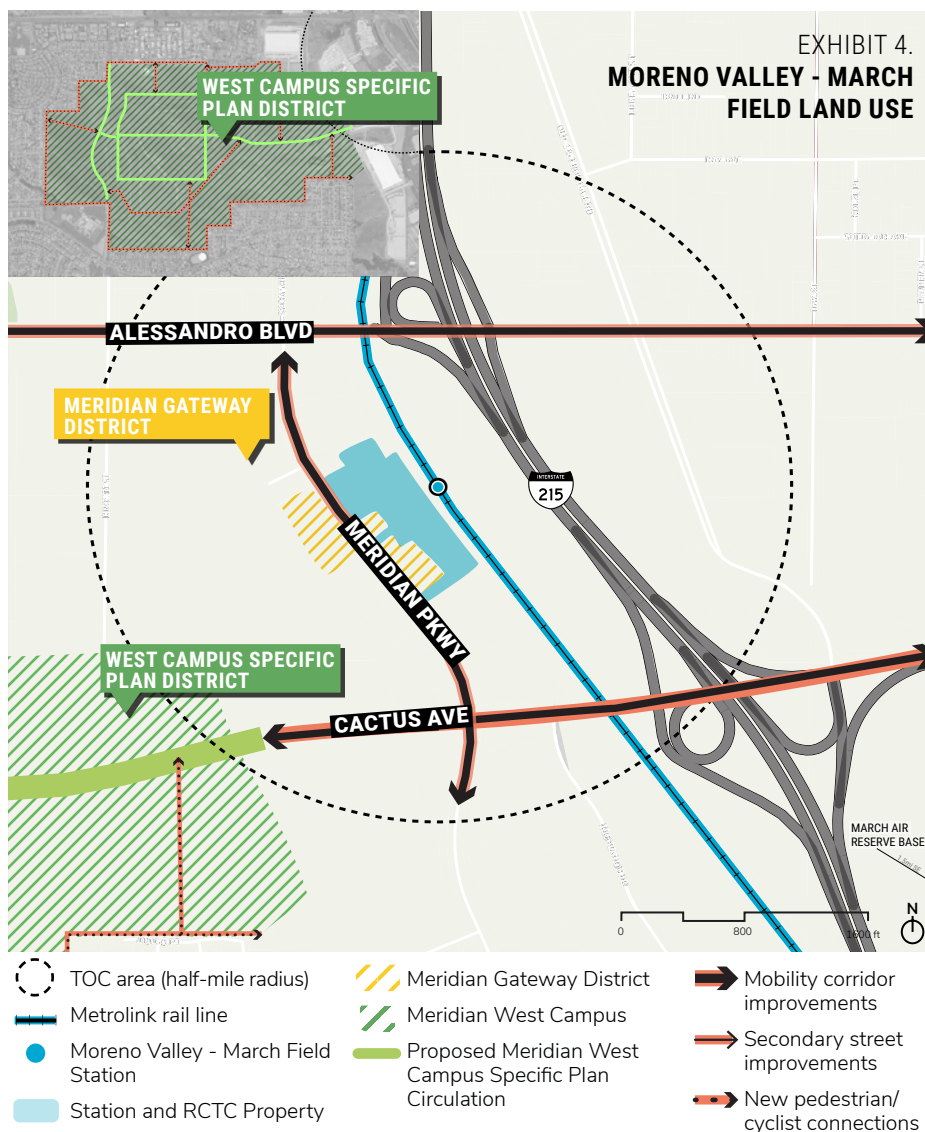 EXHIBIT 4.
MORENO VALLEY - MARCH
FIELD LAND USE
WEST CAMPUS SPECIFIC
PLAN DISTRICT
ALESSANDRO BLVD
MERIDIAN GATEWAY
DISTRICT
INTERSTATE
215
MERIDIAN PKWY
WEST CAMPUS SPECIFIC
PLAN DISTRICT
CACTUS AVE
MARCH AIR
RESERVE BASE
N
0
800
1600 ft
TOC area (half-mile radius)
Metrolink rail line
Moreno Valley - March Field
Station
Station and RCTC Property
Meridian Gateway District
Meridian West Campus
Proposed Meridian West
Campus Specific Plan
Circulation
Mobility corridor
improvements
Secondary street
improvements
New pedestrian/
cyclist connections